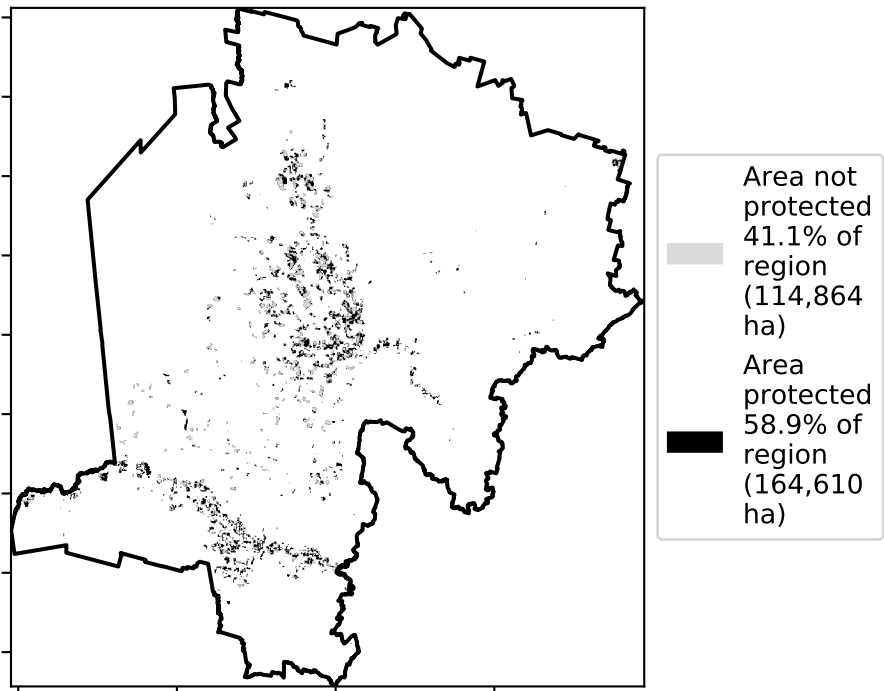 Area not
protected
41.1% of
region
(114,864
ha)
Area
protected
58.9% of
region
(164,610
ha)